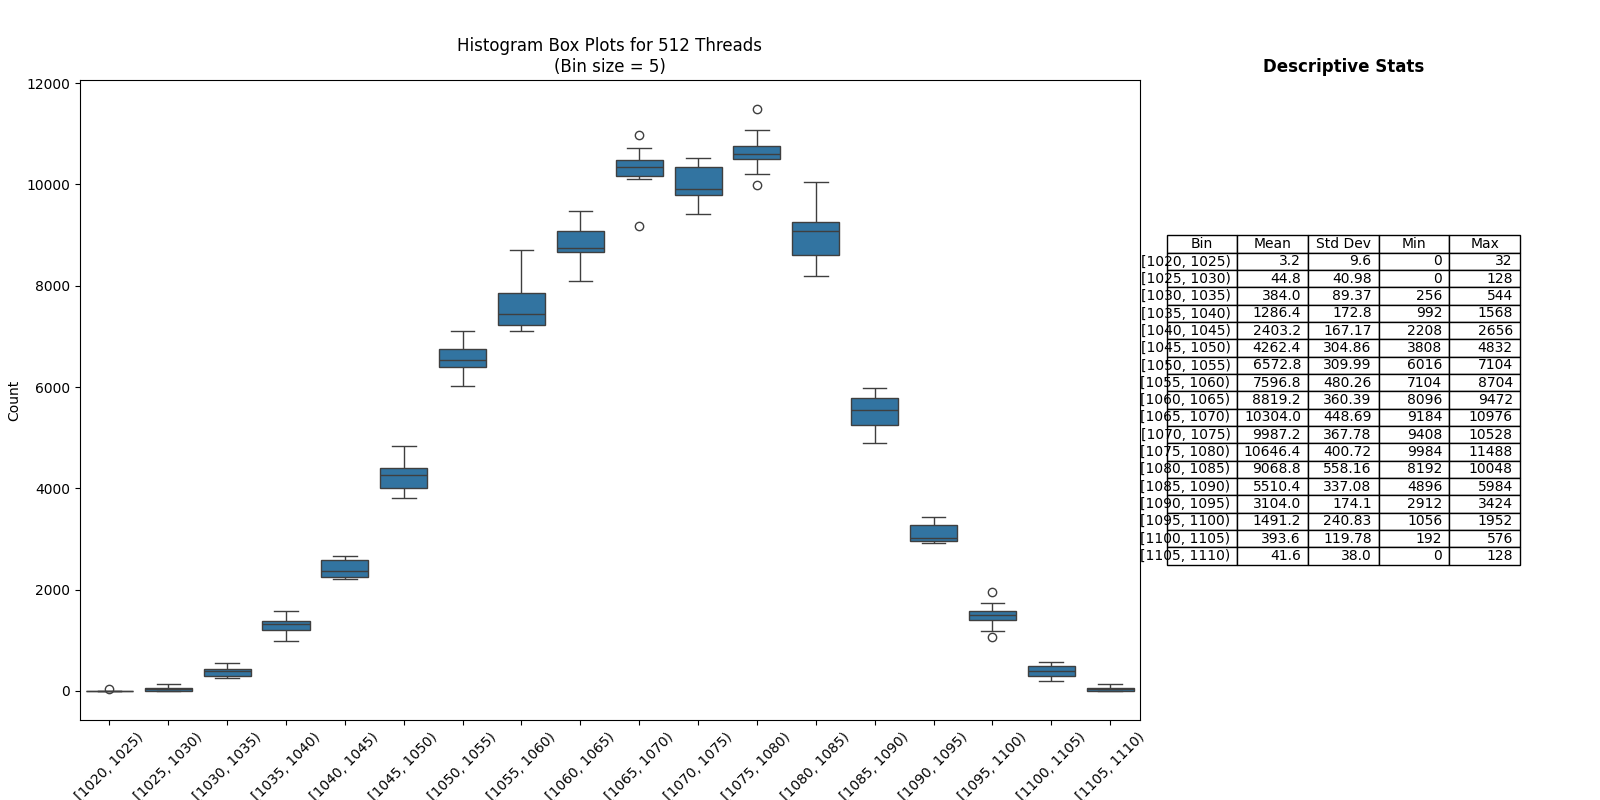 Histogram Box Plots for 512 Threads
(Bin size = 5)
Descriptive Stats
Count
12000
10000
8000
6000
4000
2000
0
[1020, 1025) [1025, 1030) [1030, 1035) [1035, 1040) [1040, 1045) [1045, 1050) [1050, 1055) [1055, 1060) [1060, 1065) [1065, 1070) [1070, 1075) [1075, 1080) [1080, 1085) [1085, 1090) [1090, 1095) [1095, 1100) [1100, 1105) [1105, 1110)
Bin Mean Std Dev Min Max
[1020, 1025) 3.2 9.6 0 32
[1025, 1030) 44.8 40.98 0 128
[1030, 1035) 384.0 89.37 256 544
[1035, 1040) 1286.4 172.8 992 1568
[1040, 1045) 2403.2 167.17 2208 2656
[1045, 1050) 4262.4 304.86 3808 4832
[1050, 1055) 6572.8 309.99 6016 7104
[1055, 1060) 7596.8 480.26 7104 8704
[1060, 1065) 8819.2 360.39 8096 9472
[1065, 1070) 10304.0 448.69 9184 10976
[1070, 1075) 9987.2 367.78 9408 10528
[1075, 1080) 10646.4 400.72 9984 11488
[1080, 1085) 9068.8 558.16 8192 10048
[1085, 1090) 5510.4 337.08 4896 5984
[1090, 1095) 3104.0 174.1 2912 3424
[1095, 1100) 1491.2 240.83 1056 1952
[1100, 1105) 393.6 119.78 192 576
[1105, 1110) 41.6 38.0 0 128